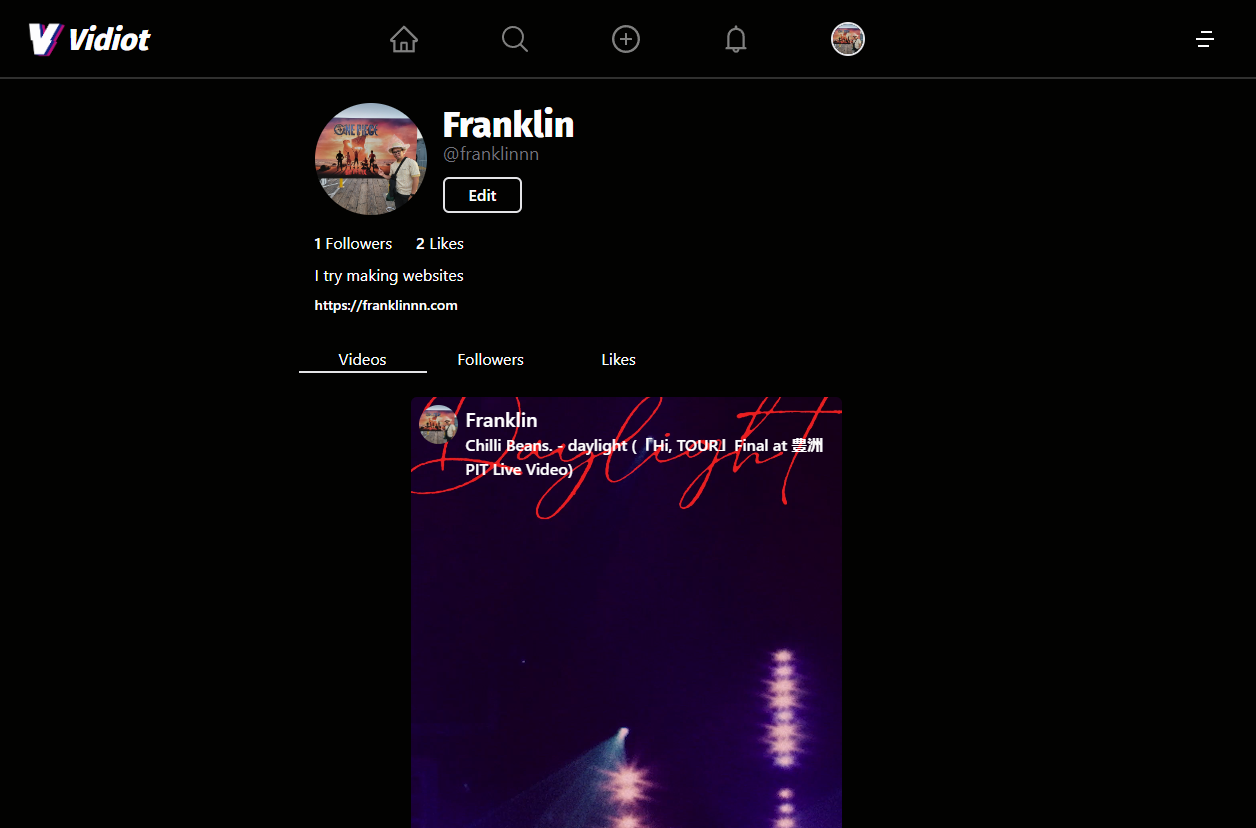 Vidiot
Franklin
@franklinnn
Edit
1 Followers 2 Likes
I try making websites
https://franklinnn.com
Videos Followers Likes
Daylight
Franklin
Chilli Beans. - daylight (「Hi, TOUR」Final at 豊洲
PIT Live Video)